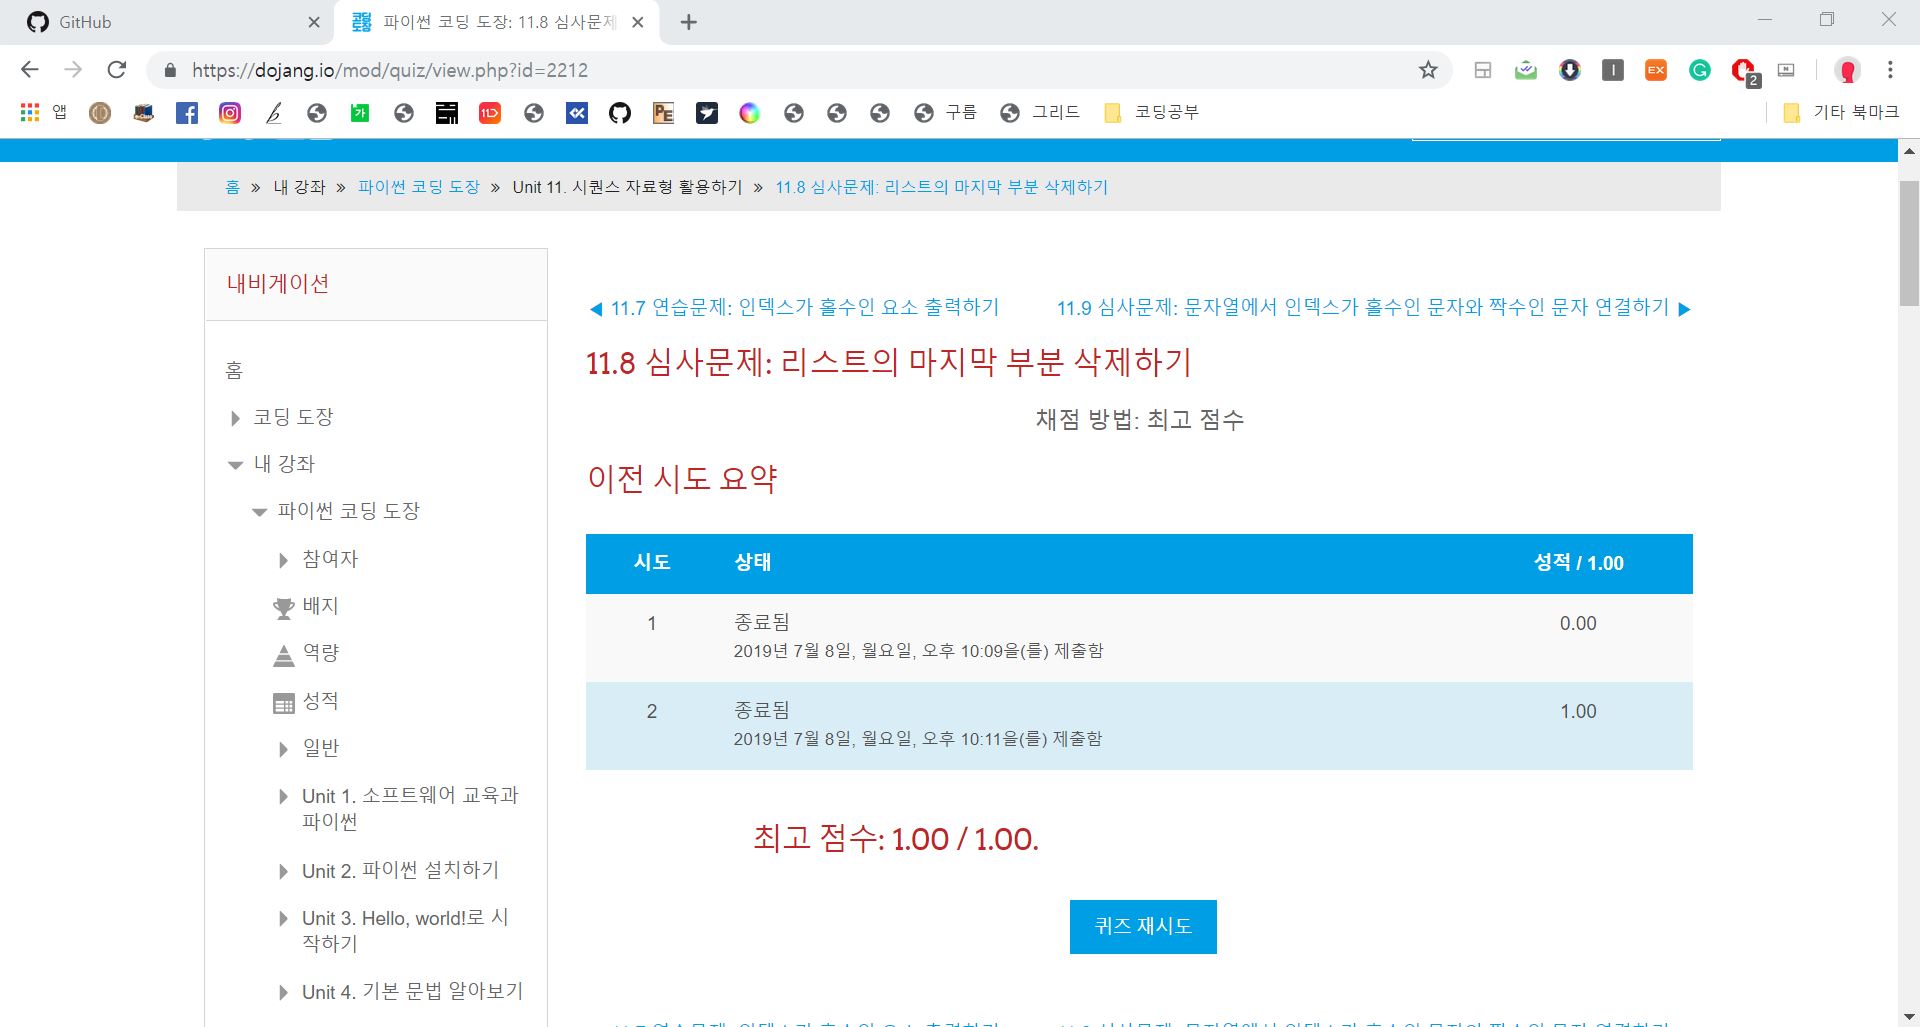 GitHub
파이썬 코딩 도장: 11.8 심사문제
https://dojang.io/mod/quiz/view.php?id=2212
앱
구름
그리드
코딩공부
기타 북마크
홈 » 내 강좌 » 파이썬 코딩 도장 » Unit 11. 시퀀스 자료형 활용하기 » 11.8 심사문제: 리스트의 마지막 부분 삭제하기
내비게이션
홈
코딩 도장
내 강좌
파이썬 코딩 도장
참여자
배지
역량
성적
일반
Unit 1. 소프트웨어 교육과
파이썬
Unit 2. 파이썬 설치하기
Unit 3. Hello, world!로 시
작하기
Unit 4. 기본 문법 알아보기
◀ 11.7 연습문제: 인덱스가 홀수인 요소 출력하기
11.9 심사문제: 문자열에서 인덱스가 홀수인 문자와 짝수인 문자 연결하기 ▶
11.8 심사문제: 리스트의 마지막 부분 삭제하기
채점 방법: 최고 점수
이전 시도 요약
시도 상태 성적 / 1.00
1 종료됨 0.00
2019년 7월 8일, 월요일, 오후 10:09을(를) 제출함
2 종료됨 1.00
2019년 7월 8일, 월요일, 오후 10:11을(를) 제출함
최고 점수: 1.00 / 1.00.
퀴즈 재시도